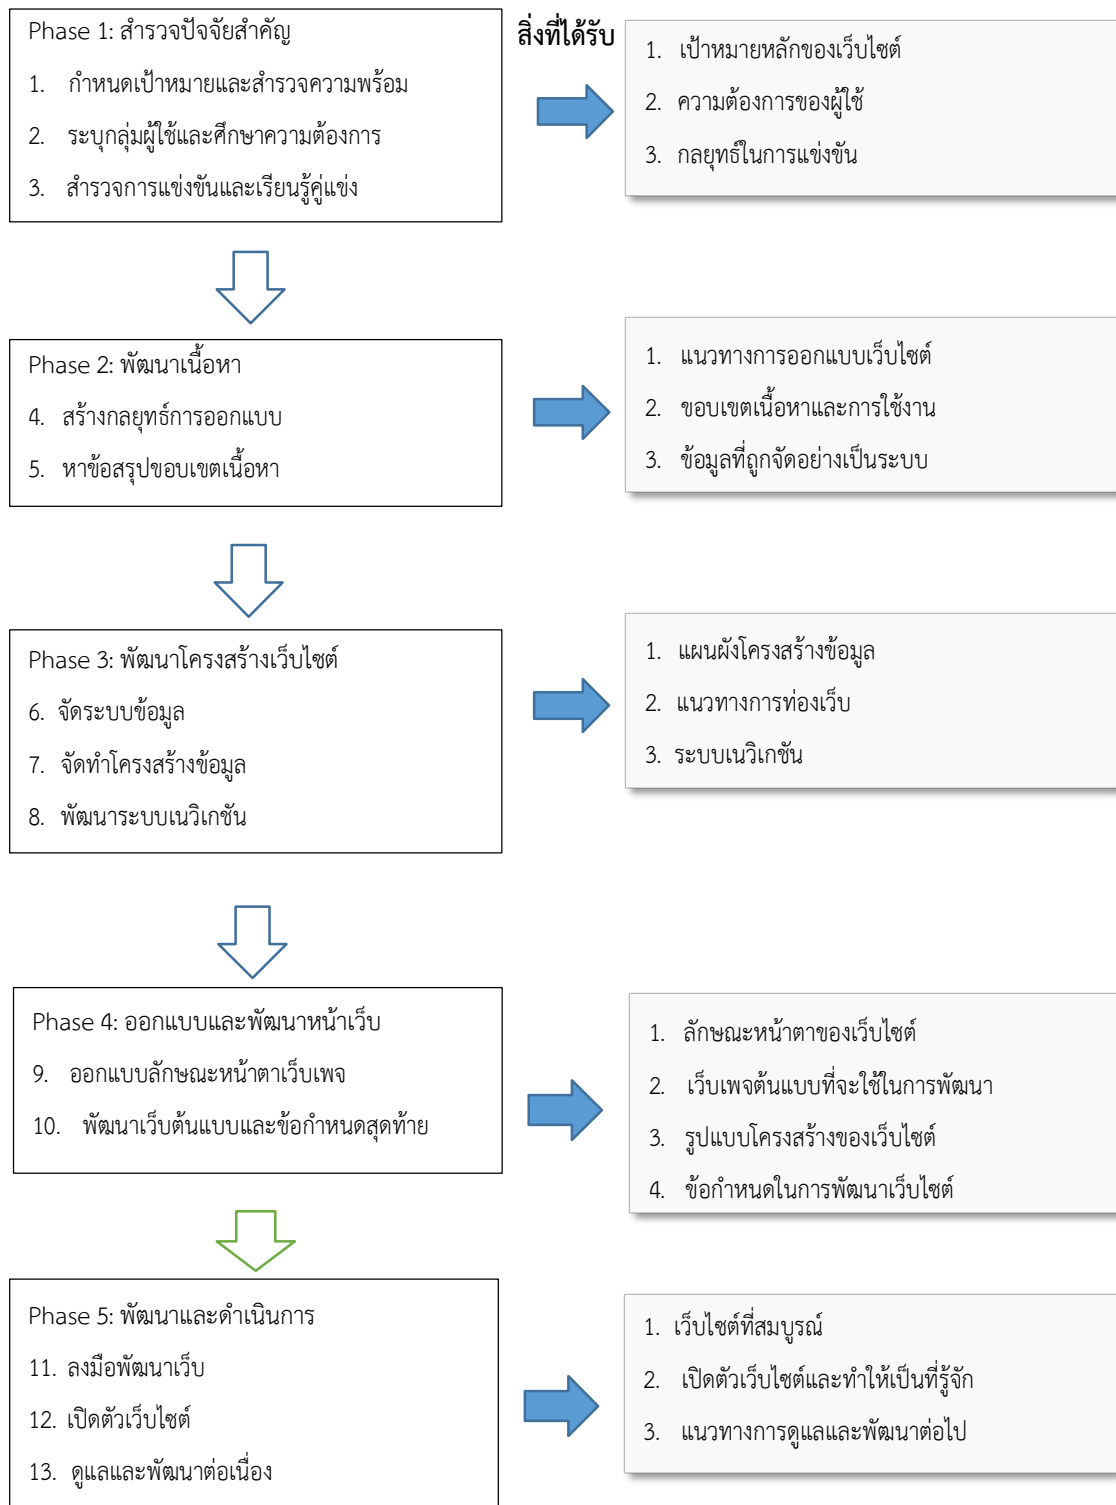 Phase 1: สำรวจปัจจัยสำคัญ
1. กำหนดเป้าหมายและสำรวจความพร้อม
2. ระบุกลุ่มผู้ใช้และศึกษาความต้องการ
3. สำรวจการแข่งขันและเรียนรู้คู่แข่ง
สิ่งที่ได้รับ
1. เป้าหมายหลักของเว็บไซต์
2. ความต้องการของผู้ใช้
3. กลยุทธ์ในการแข่งขัน
Phase 2: พัฒนาเนื้อหา
4. สร้างกลยุทธ์การออกแบบ
5. หาข้อสรุปขอบเขตเนื้อหา
1. แนวทางการออกแบบเว็บไซต์
2. ขอบเขตเนื้อหาและการใช้งาน
3. ข้อมูลที่ถูกจัดอย่างเป็นระบบ
Phase 3: พัฒนาโครงสร้างเว็บไซต์
6. จัดระบบข้อมูล
7. จัดทำโครงสร้างข้อมูล
8. พัฒนาระบบเนวิเกชัน
1. แผนผังโครงสร้างข้อมูล
2. แนวทางการท่องเว็บ
3. ระบบเนวิเกชัน
Phase 4: ออกแบบและพัฒนาหน้าเว็บ
9. ออกแบบลักษณะหน้าตาเว็บเพจ
10. พัฒนาเว็บต้นแบบและข้อกำหนดสุดท้าย
1. ลักษณะหน้าตาของเว็บไซต์
2. เว็บเพจต้นแบบที่จะใช้ในการพัฒนา
3. รูปแบบโครงสร้างของเว็บไซต์
4. ข้อกำหนดในการพัฒนาเว็บไซต์
Phase 5: พัฒนาและดำเนินการ
11. ลงมือพัฒนาเว็บ
12. เปิดตัวเว็บไซต์
13. ดูแลและพัฒนาต่อเนื่อง
1. เว็บไซต์ที่สมบูรณ์
2. เปิดตัวเว็บไซต์และทำให้เป็นที่รู้จัก
3. แนวทางการดูแลและพัฒนาต่อไป